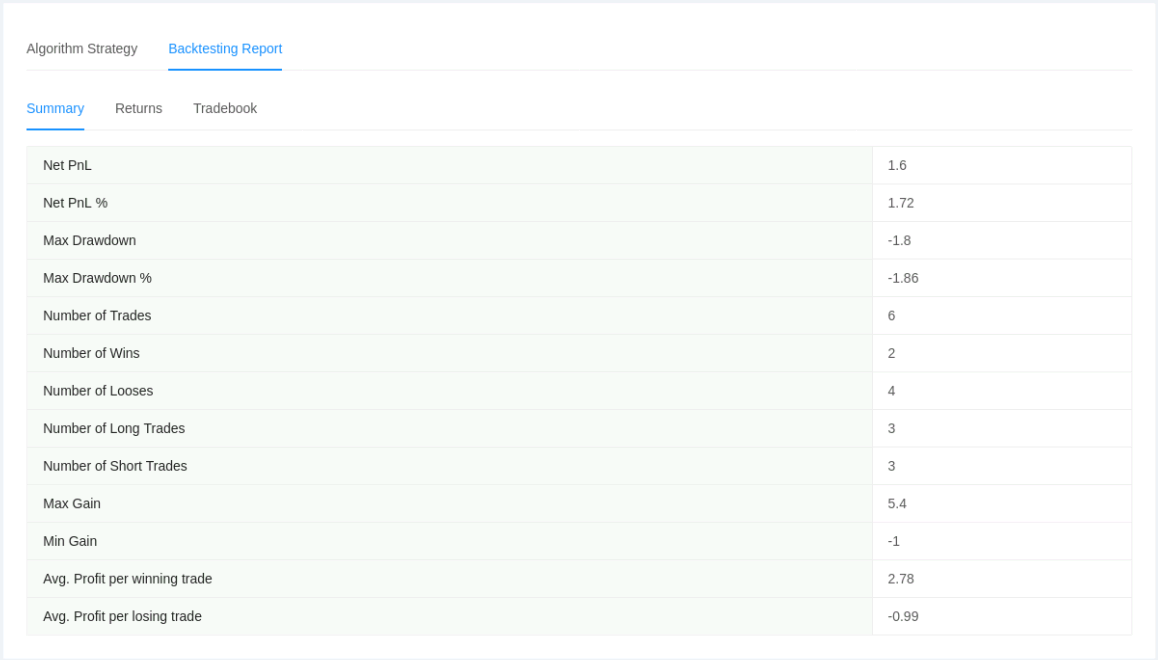 Algorithm Strategy Backtesting Report
Summary Returns Tradebook
Net PnL 1.6
Net PnL % 1.72
Max Drawdown -1.8
Max Drawdown % -1.86
Number of Trades 6
Number of Wins 2
Number of Looses 4
Number of Long Trades 3
Number of Short Trades 3
Max Gain 5.4
Min Gain -1
Avg. Profit per winning trade 2.78
Avg. Profit per losing trade -0.99